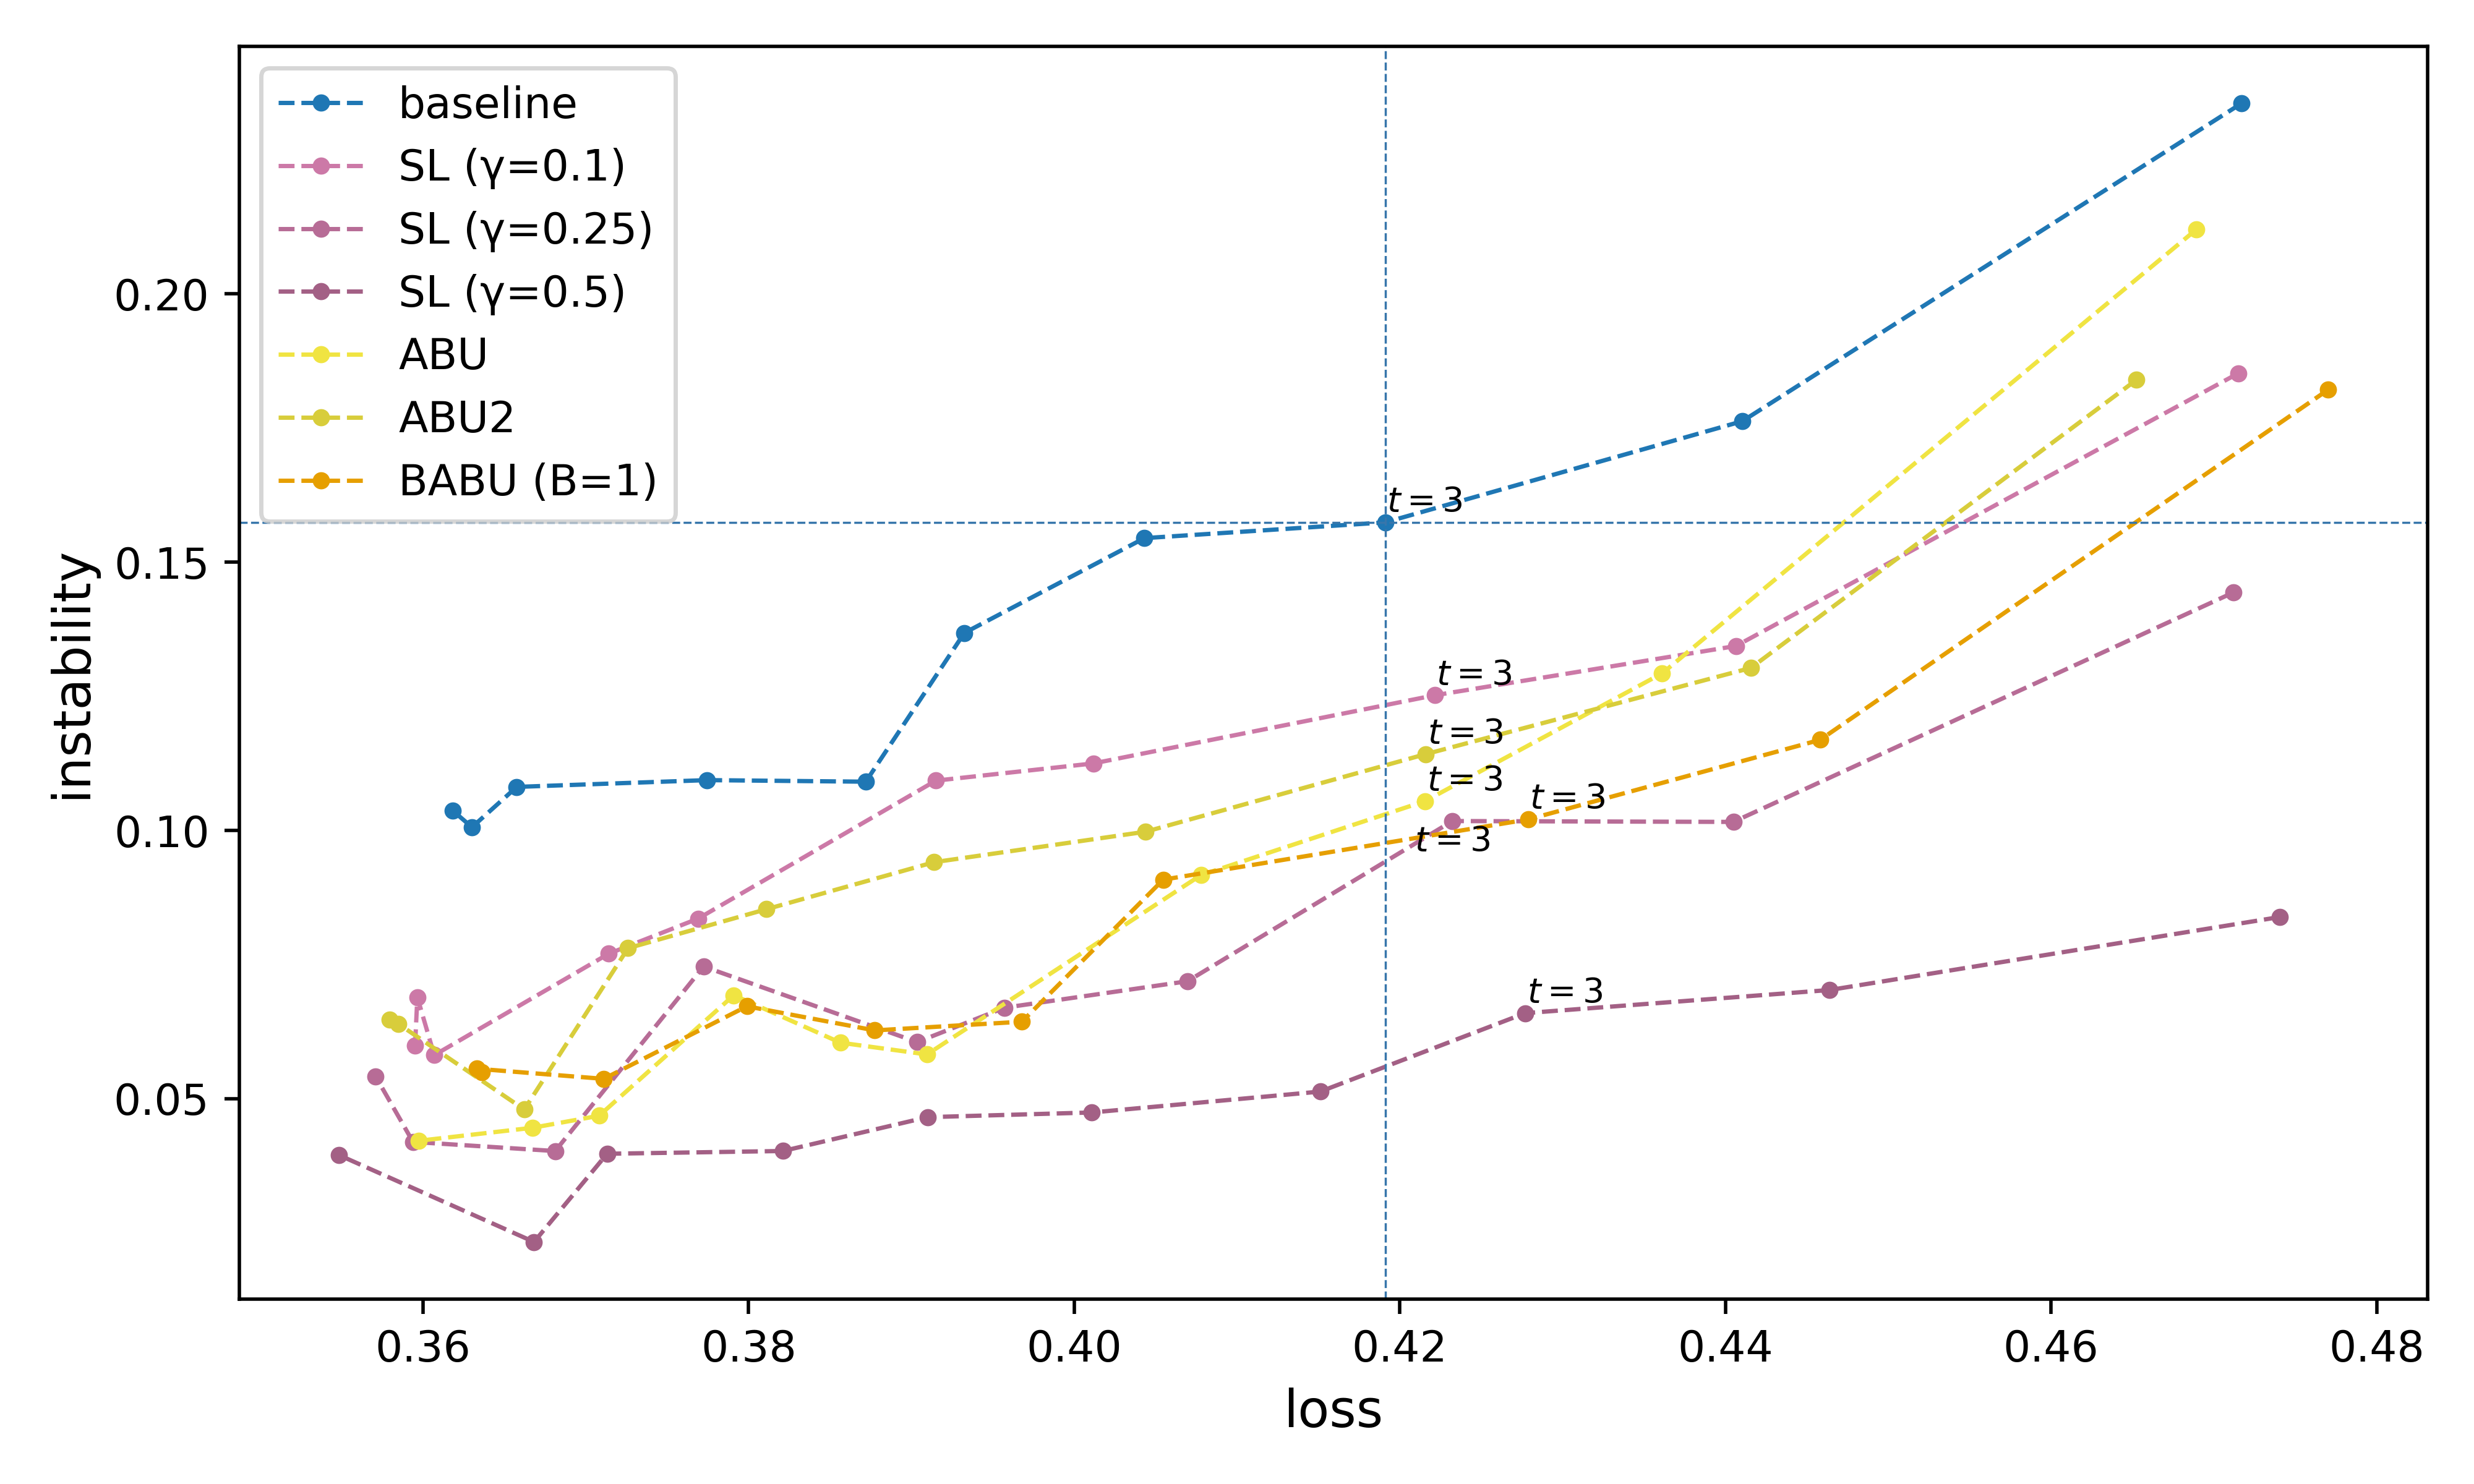 baseline
SL (γ=0.1)
SL (γ=0.25)
SL (γ=0.5)
ABU
ABU2
BABU (B=1)
instability
0.20
0.15
0.10
0.05
t = 3
t = 3
t = 3
t = 3
t = 3
t = 3
t = 3
0.36
0.38
0.40
0.42
0.44
0.46
0.48
loss